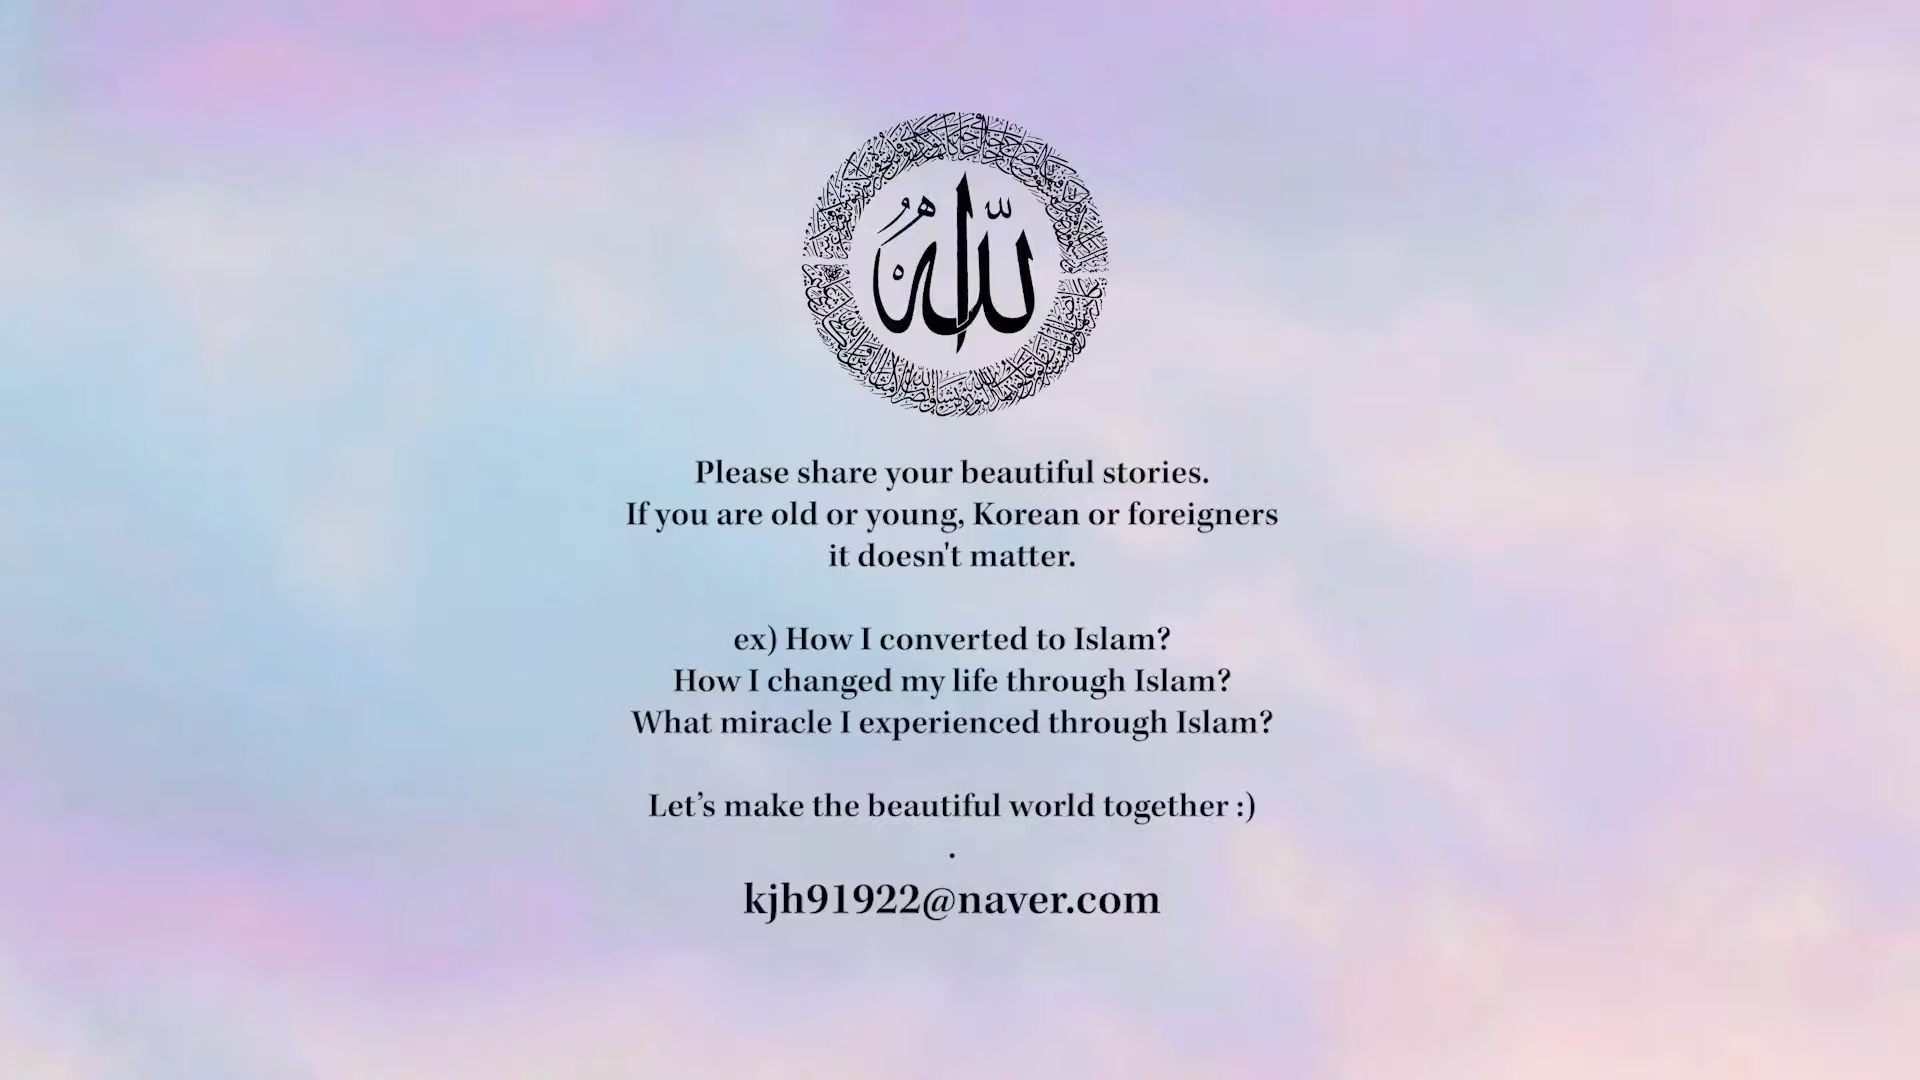 الله
Please share your beautiful stories.
If you are old or young, Korean or foreigners
it doesn't matter.
ex) How I converted to Islam?
How I changed my life through Islam?
What miracle I experienced through Islam?
Let’s make the beautiful world together :)
.
kjh91922@naver.com